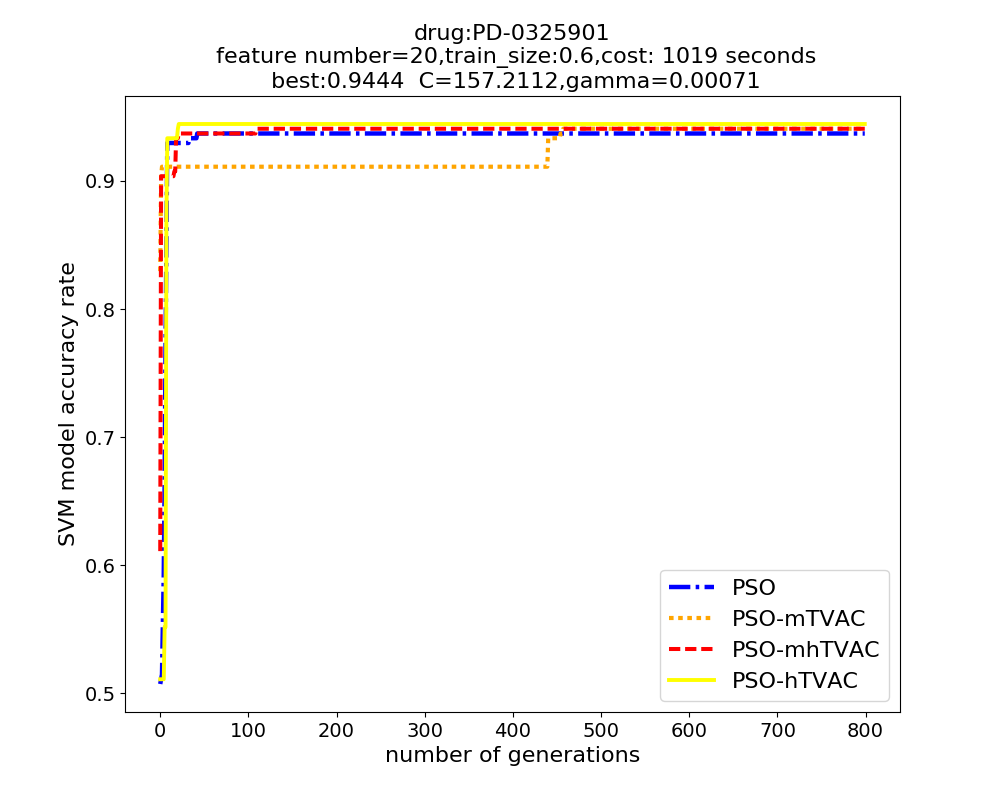 drug:PD-0325901
feature number=20,train_size:0.6,cost: 1019 seconds
best:0.9444  C=157.2112,gamma=0.00071
SVM model accuracy rate
0.9
0.8
0.7
0.6
0.5
PSO
PSO-mTVAC
PSO-mhTVAC
PSO-hTVAC
0 100 200 300 400 500 600 700 800
number of generations